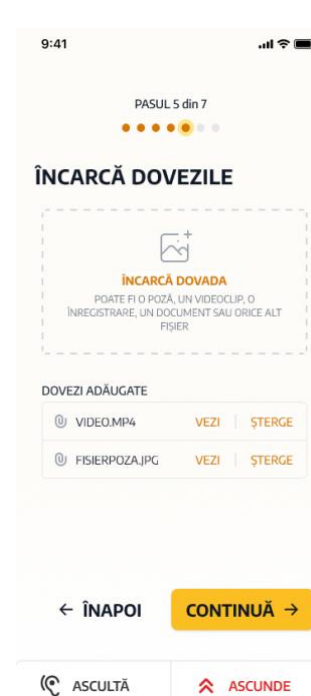 9:41
PASUL 5 din 7
ÎNCARCĂ DOVEZILE
ÎNCARCĂ DOVADA
POATE FI O POZĂ, UN VIDEOCLIP, O
ÎNREGISTRARE, UN DOCUMENT SAU ORICE ALT
FIȘIER
DOVEZI ADĂUGATE
VIDEO.MP4 VEZI ȘTERGE
FISIERPOZA.JPG VEZI ȘTERGE
← ÎNAPOI CONTINUĂ →
ASCULTĂ ASCUNDE